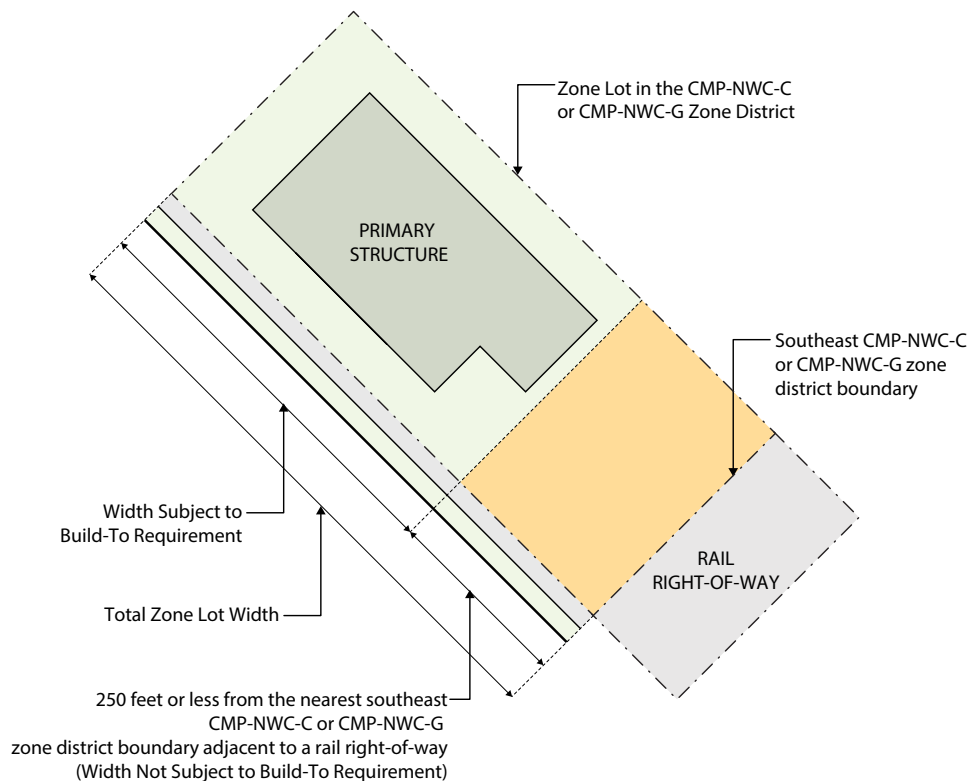 Zone Lot in the CMP-NWC-C
or CMP-NWC-G Zone District
PRIMARY
STRUCTURE
Southeast CMP-NWC-C
or CMP-NWC-G zone
district boundary
Width Subject to
Build-To Requirement
RAIL
RIGHT-OF-WAY
Total Zone Lot Width
250 feet or less from the nearest southeast
CMP-NWC-C or CMP-NWC-G
zone district boundary adjacent to a rail right-of-way
(Width Not Subject to Build-To Requirement)